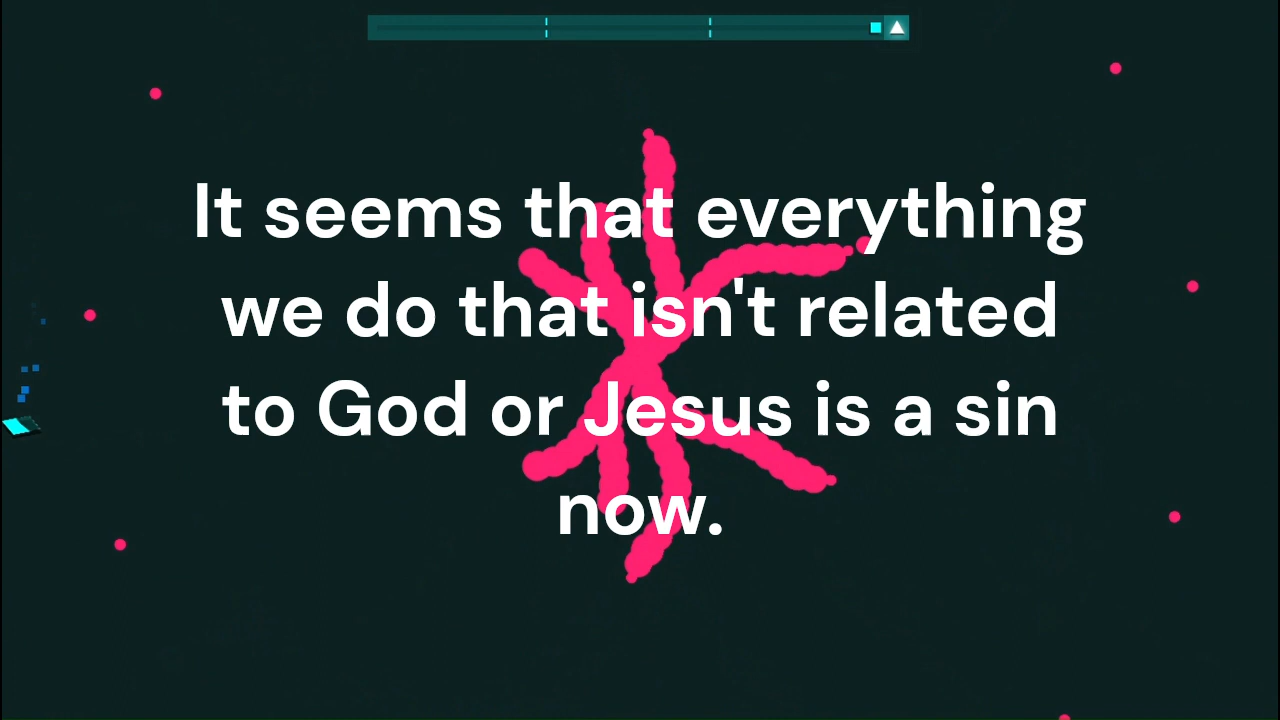 It seems that everything
we do that isn't related
to God or Jesus is a sin
now.